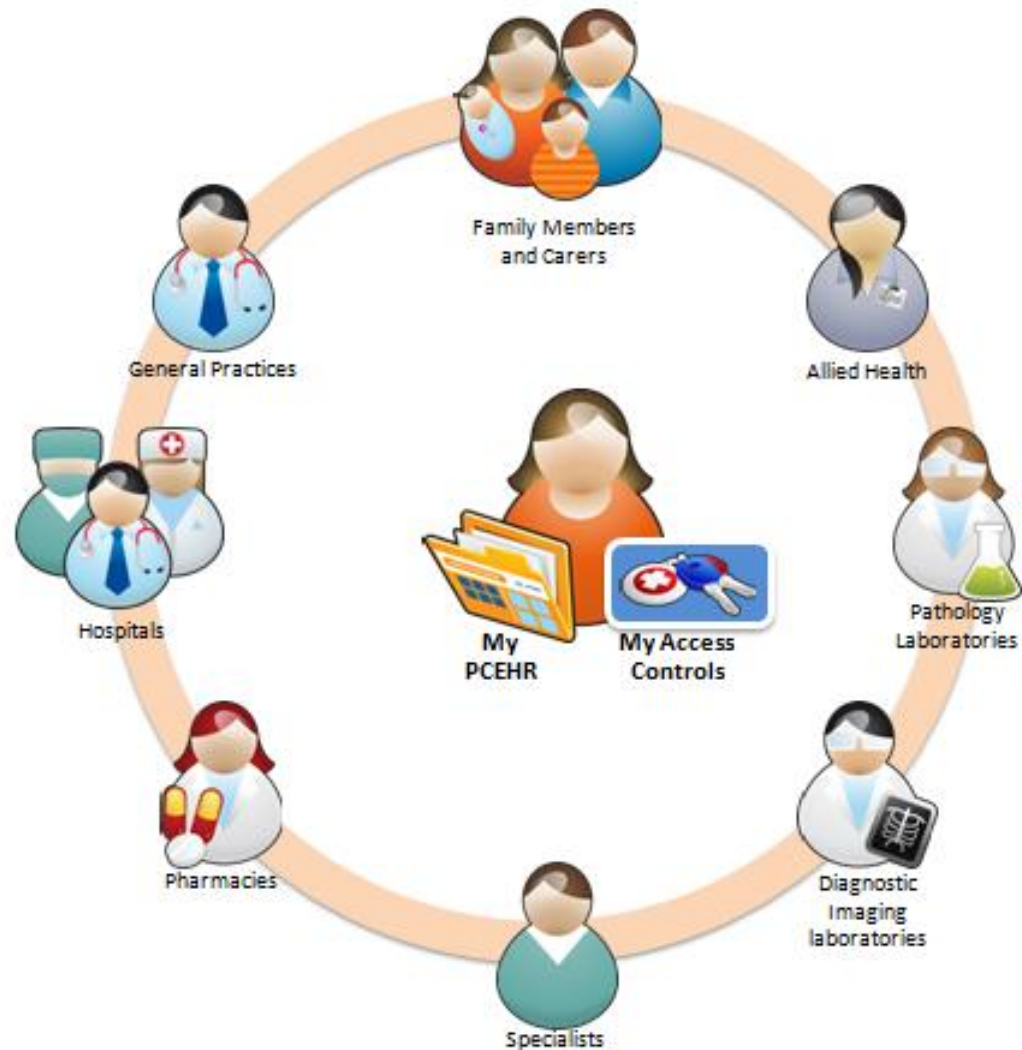 Family Members
and Carers
General Practices
Allied Health
Hospitals
My
PCEHR
My Access
Controls
Pathology
Laboratories
Pharmacies
Diagnostic
Imaging
laboratories
Specialists